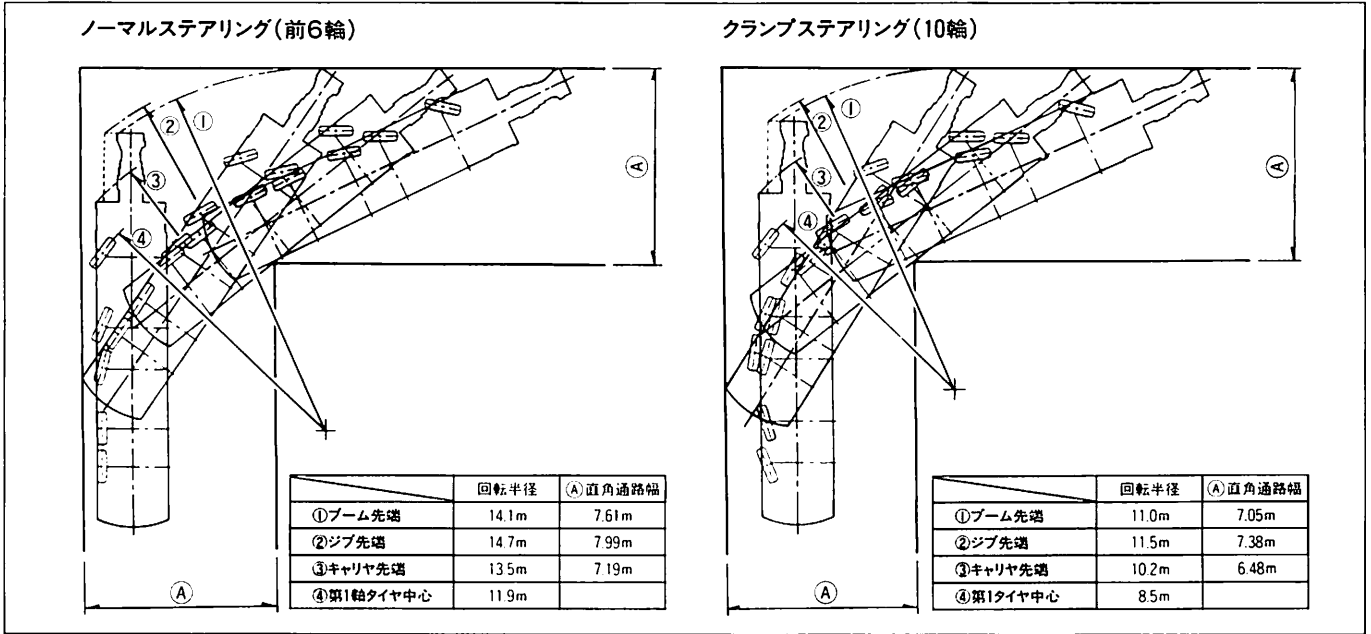 ノーマルステアリング(前6輪)
① ② ③ ④
Ⓐ
Ⓐ
回転半径 Ⓐ直角通路幅
①ブーム先端 14.1m 7.61m
②ジブ先端 14.7m 7.99m
③キャリヤ先端 13.5m 7.19m
④第1軸タイヤ中心 11.9m
クランプステアリング(10輪)
① ② ③ ④
Ⓐ
Ⓐ
回転半径 Ⓐ直角通路幅
①ブーム先端 11.0m 7.05m
②ジブ先端 11.5m 7.38m
③キャリヤ先端 10.2m 6.48m
④第1タイヤ中心 8.5m